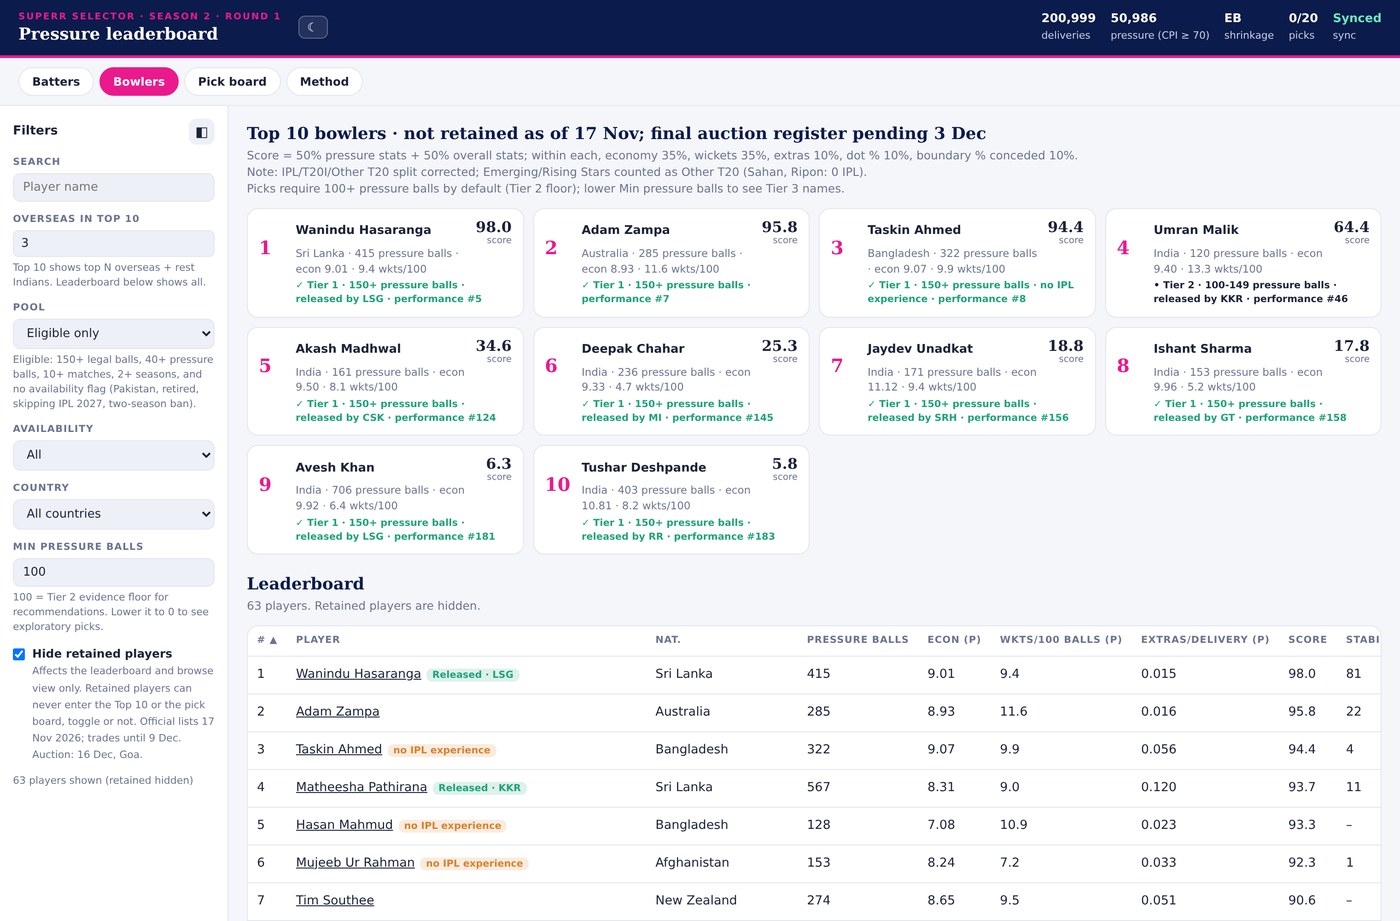 SUPERR SELECTOR · SEASON 2 · ROUND 1
Pressure leaderboard
☾
200,999
deliveries
50,986
pressure (CPI ≥ 70)
EB
shrinkage
0/20
picks
Synced
sync
Batters
Bowlers
Pick board
Method
Filters
SEARCH
Player name
OVERSEAS IN TOP 10
3
Top 10 shows top N overseas + rest
Indians. Leaderboard below shows all.
POOL
Eligible only
Eligible: 150+ legal balls, 40+ pressure
balls, 10+ matches, 2+ seasons, and
no availability flag (Pakistan, retired,
skipping IPL 2027, two-season ban).
AVAILABILITY
All
COUNTRY
All countries
MIN PRESSURE BALLS
100
100 = Tier 2 evidence floor for
recommendations. Lower it to 0 to see
exploratory picks.
Hide retained players
Affects the leaderboard and browse
view only. Retained players can
never enter the Top 10 or the pick
board, toggle or not. Official lists 17
Nov 2026; trades until 9 Dec.
Auction: 16 Dec, Goa.
63 players shown (retained hidden)
Top 10 bowlers · not retained as of 17 Nov; final auction register pending 3 Dec
Score = 50% pressure stats + 50% overall stats; within each, economy 35%, wickets 35%, extras 10%, dot % 10%, boundary % conceded 10%.
Note: IPL/T20I/Other T20 split corrected; Emerging/Rising Stars counted as Other T20 (Sahan, Ripon: 0 IPL).
Picks require 100+ pressure balls by default (Tier 2 floor); lower Min pressure balls to see Tier 3 names.
1
Wanindu Hasaranga
98.0
score
Sri Lanka · 415 pressure balls ·
econ 9.01 · 9.4 wkts/100
✓ Tier 1 · 150+ pressure balls ·
released by LSG · performance #5
2
Adam Zampa
95.8
score
Australia · 285 pressure balls ·
econ 8.93 · 11.6 wkts/100
✓ Tier 1 · 150+ pressure balls ·
performance #7
3
Taskin Ahmed
94.4
score
Bangladesh · 322 pressure balls
· econ 9.07 · 9.9 wkts/100
✓ Tier 1 · 150+ pressure balls · no IPL
experience · performance #8
4
Umran Malik
64.4
score
India · 120 pressure balls · econ
9.40 · 13.3 wkts/100
• Tier 2 · 100-149 pressure balls ·
released by KKR · performance #46
5
Akash Madhwal
34.6
score
India · 161 pressure balls · econ
9.50 · 8.1 wkts/100
✓ Tier 1 · 150+ pressure balls ·
released by CSK · performance #124
6
Deepak Chahar
25.3
score
India · 236 pressure balls · econ
9.33 · 4.7 wkts/100
✓ Tier 1 · 150+ pressure balls ·
released by MI · performance #145
7
Jaydev Unadkat
18.8
score
India · 171 pressure balls · econ
11.12 · 9.4 wkts/100
✓ Tier 1 · 150+ pressure balls ·
released by SRH · performance #156
8
Ishant Sharma
17.8
score
India · 153 pressure balls · econ
9.96 · 5.2 wkts/100
✓ Tier 1 · 150+ pressure balls ·
released by GT · performance #158
9
Avesh Khan
6.3
score
India · 706 pressure balls · econ
9.92 · 6.4 wkts/100
✓ Tier 1 · 150+ pressure balls ·
released by LSG · performance #181
10
Tushar Deshpande
5.8
score
India · 403 pressure balls · econ
10.81 · 8.2 wkts/100
✓ Tier 1 · 150+ pressure balls ·
released by RR · performance #183
Leaderboard
63 players. Retained players are hidden.
# ▲ PLAYER NAT. PRESSURE BALLS ECON (P) WKTS/100 BALLS (P) EXTRAS/DELIVERY (P) SCORE STABI
1 Wanindu Hasaranga Released · LSG Sri Lanka 415 9.01 9.4 0.015 98.0 81
2 Adam Zampa Australia 285 8.93 11.6 0.016 95.8 22
3 Taskin Ahmed no IPL experience Bangladesh 322 9.07 9.9 0.056 94.4 4
4 Matheesha Pathirana Released · KKR Sri Lanka 567 8.31 9.0 0.120 93.7 11
5 Hasan Mahmud no IPL experience Bangladesh 128 7.08 10.9 0.023 93.3 –
6 Mujeeb Ur Rahman no IPL experience Afghanistan 153 8.24 7.2 0.033 92.3 1
7 Tim Southee New Zealand 274 8.65 9.5 0.051 90.6 –